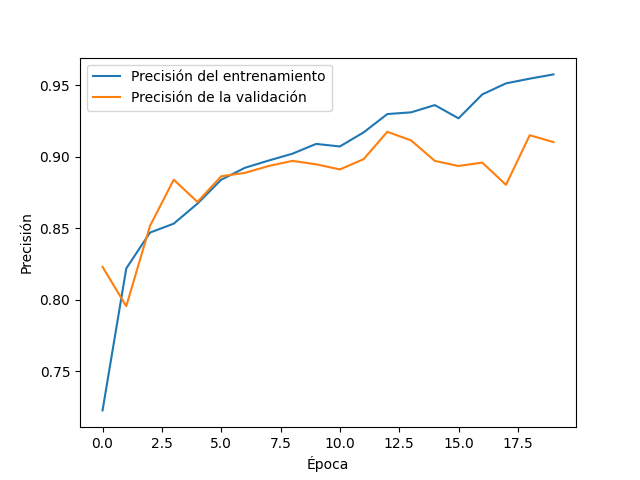 Precisión del entrenamiento
Precisión de la validación
0.95
0.90
0.85
0.80
0.75
Precisión
0.0 2.5 5.0 7.5 10.0 12.5 15.0 17.5
Época